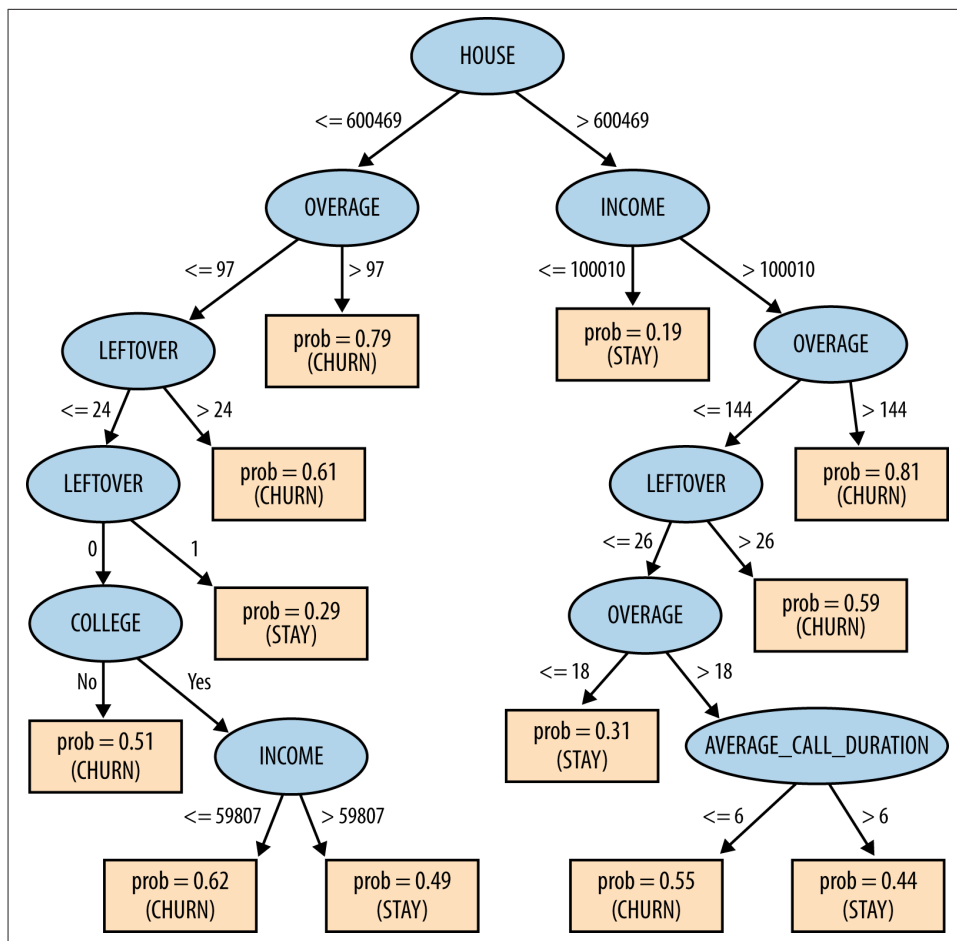 HOUSE
<= 600469
> 600469
OVERAGE
INCOME
<= 97
> 97
<= 100010
> 100010
LEFTOVER
prob = 0.79
(CHURN)
prob = 0.19
(STAY)
OVERAGE
<= 24
> 24
<= 144
> 144
LEFTOVER
prob = 0.61
(CHURN)
LEFTOVER
prob = 0.81
(CHURN)
0
1
<= 26
> 26
COLLEGE
prob = 0.29
(STAY)
OVERAGE
prob = 0.59
(CHURN)
No
Yes
<= 18
> 18
prob = 0.51
(CHURN)
INCOME
prob = 0.31
(STAY)
AVERAGE_CALL_DURATION
<= 59807
> 59807
<= 6
> 6
prob = 0.62
(CHURN)
prob = 0.49
(STAY)
prob = 0.55
(CHURN)
prob = 0.44
(STAY)